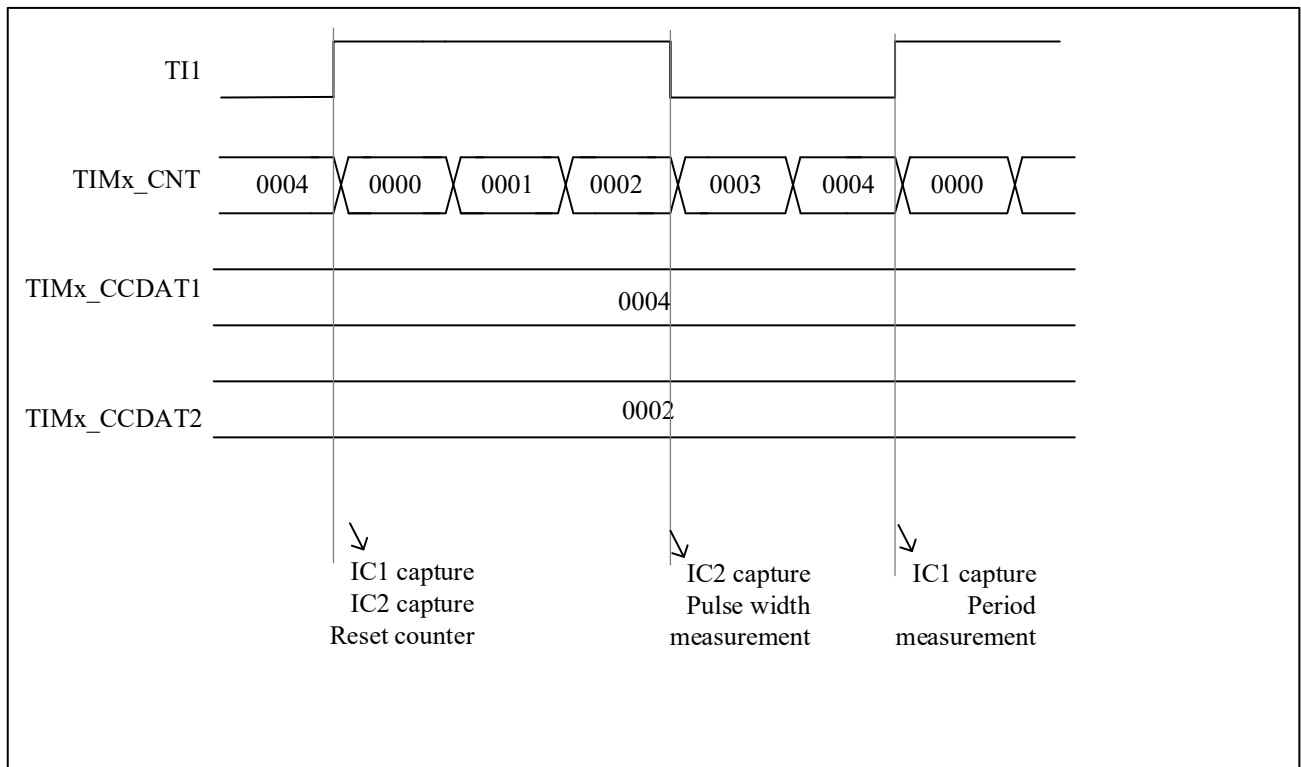 TI1
TIMx_CNT
0004 0000 0001 0002 0003 0004 0000
TIMx_CCDAT1
0004
TIMx_CCDAT2
0002
IC1 capture
IC2 capture
Reset counter
IC2 capture
Pulse width
measurement
IC1 capture
Period
measurement